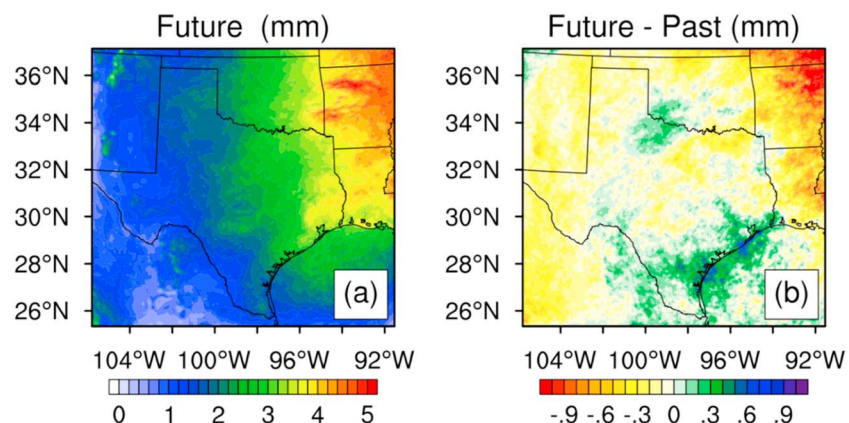 Future (mm)
36°N
34°N
32°N
30°N
28°N
26°N
(a)
104°W 100°W 96°W 92°W
0 1 2 3 4 5
Future - Past (mm)
36°N
34°N
32°N
30°N
28°N
26°N
(b)
104°W 100°W 96°W 92°W
-.9 -.6 -.3 0 .3 .6 .9